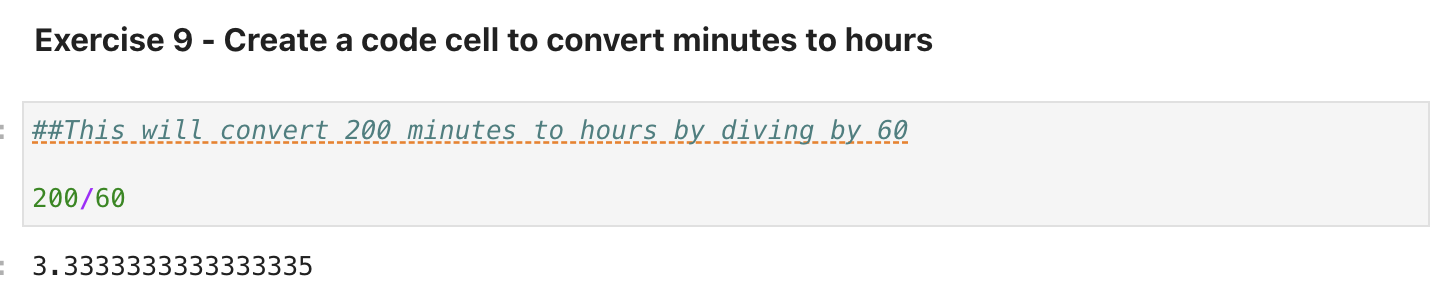 Exercise 9 - Create a code cell to convert minutes to hours
##This will convert 200 minutes to hours by diving by 60
200/60
3.3333333333333335